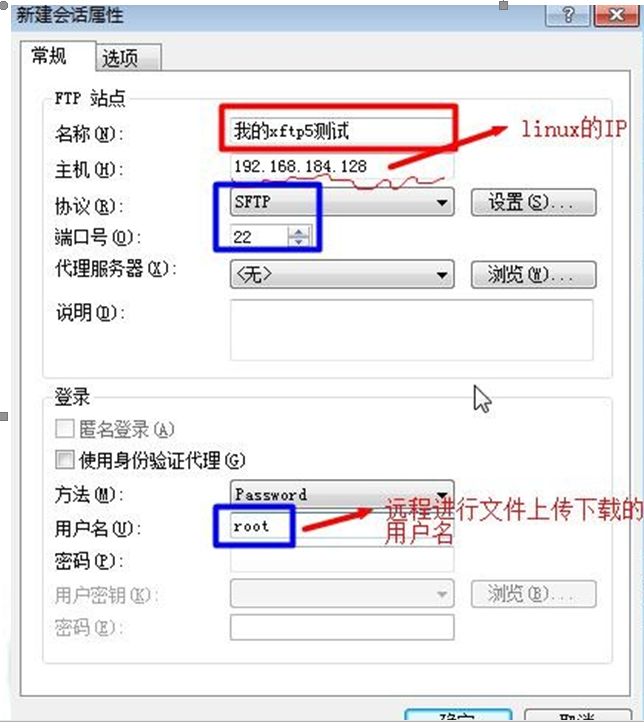 新建会话属性
常规 选项
FTP 站点
名称(N): 我的xftp5测试
linux的IP
主机(H): 192.168.184.128
协议(R): SFTP 设置(S)...
端口号(O): 22
代理服务器(X): <无> 浏览(W)...
说明(D):
登录
匿名登录(A)
使用身份验证代理(G)
方法(M): Password
远程进行文件上传下载的
用户名
用户名(U): root
密码(P):
用户密钥(K): 浏览(B)...
密码(E):
确定 取消